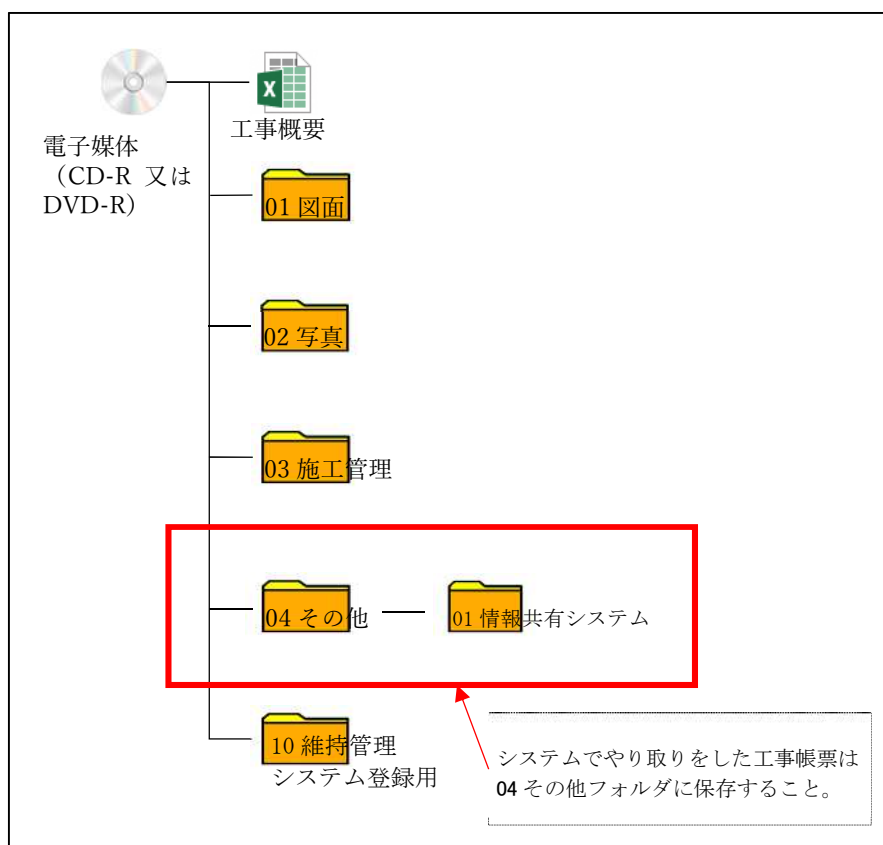 工事概要
電子媒体
（CD-R 又は
DVD-R）
01 図面
02 写真
03 施工管理
04 その他
01 情報共有システム
10 維持管理
システム登録用
システムでやり取りをした工事帳票は
04 その他フォルダに保存すること。